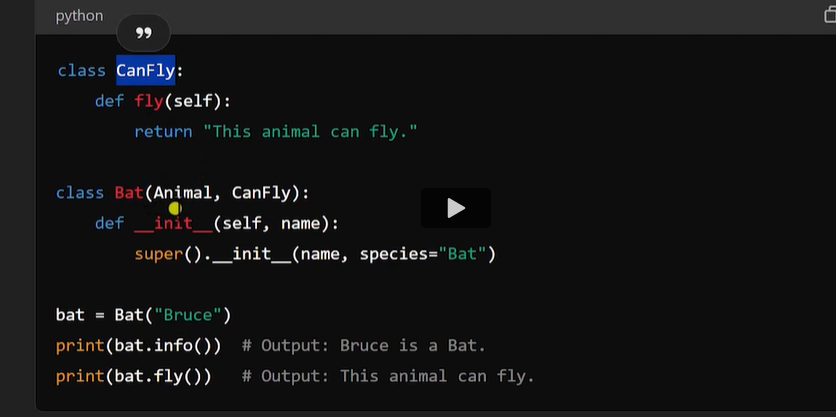 python
”
class CanFly:
    def fly(self):
        return "This animal can fly."
class Bat(Animal, CanFly):
    def __init__(self, name):
        super().__init__(name, species="Bat")
bat = Bat("Bruce")
print(bat.info())  # Output: Bruce is a Bat.
print(bat.fly())   # Output: This animal can fly.